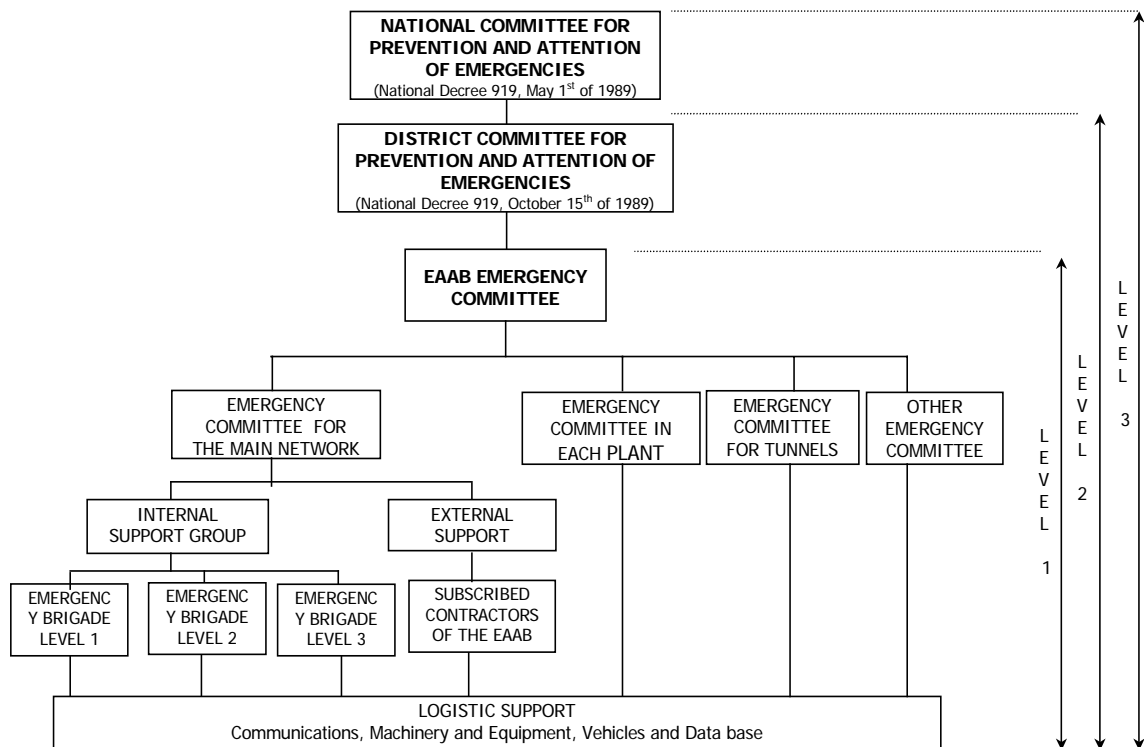 NATIONAL COMMITTEE FOR
PREVENTION AND ATTENTION
OF EMERGENCIES
(National Decree 919, May 1st of 1989)
DISTRICT COMMITTEE FOR
PREVENTION AND ATTENTION OF
EMERGENCIES
(National Decree 919, October 15th of 1989)
EAAB EMERGENCY
COMMITTEE
EMERGENCY
COMMITTEE FOR
THE MAIN NETWORK
EMERGENCY
COMMITTEE IN
EACH PLANT
EMERGENCY
COMMITTEE
FOR TUNNELS
OTHER
EMERGENCY
COMMITTEE
INTERNAL
SUPPORT GROUP
EXTERNAL
SUPPORT
EMERGENC
Y BRIGADE
LEVEL 1
EMERGENC
Y BRIGADE
LEVEL 2
EMERGENC
Y BRIGADE
LEVEL 3
SUBSCRIBED
CONTRACTORS
OF THE EAAB
LOGISTIC SUPPORT
Communications, Machinery and Equipment, Vehicles and Data base
LEVEL 1
LEVEL 2
LEVEL 3